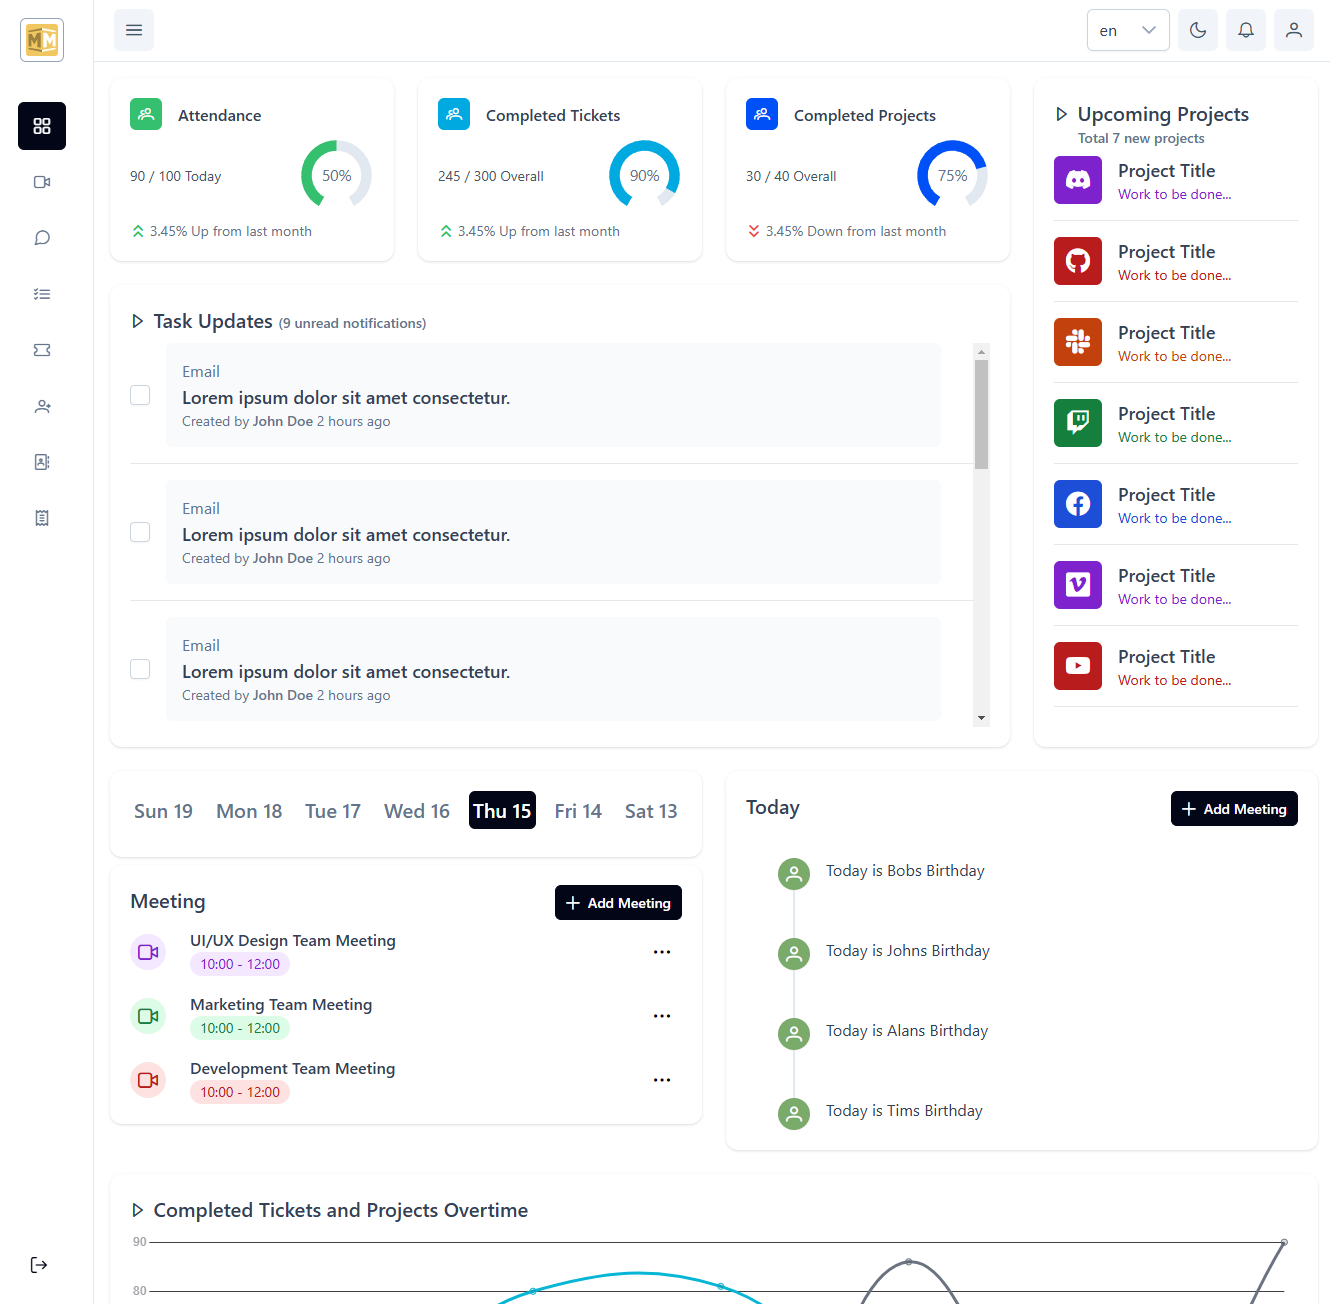 MM
en
Attendance
90 / 100 Today
50%
3.45% Up from last month
Completed Tickets
245 / 300 Overall
90%
3.45% Up from last month
Completed Projects
30 / 40 Overall
75%
3.45% Down from last month
Upcoming Projects
Total 7 new projects
Project Title
Work to be done...
Project Title
Work to be done...
Project Title
Work to be done...
Project Title
Work to be done...
Project Title
Work to be done...
Project Title
Work to be done...
Project Title
Work to be done...
Task Updates (9 unread notifications)
Email
Lorem ipsum dolor sit amet consectetur.
Created by John Doe 2 hours ago
Email
Lorem ipsum dolor sit amet consectetur.
Created by John Doe 2 hours ago
Email
Lorem ipsum dolor sit amet consectetur.
Created by John Doe 2 hours ago
Sun 19 Mon 18 Tue 17 Wed 16 Thu 15 Fri 14 Sat 13
Meeting
Add Meeting
UI/UX Design Team Meeting
10:00 - 12:00
Marketing Team Meeting
10:00 - 12:00
Development Team Meeting
10:00 - 12:00
Today
Add Meeting
Today is Bobs Birthday
Today is Johns Birthday
Today is Alans Birthday
Today is Tims Birthday
Completed Tickets and Projects Overtime
90
80